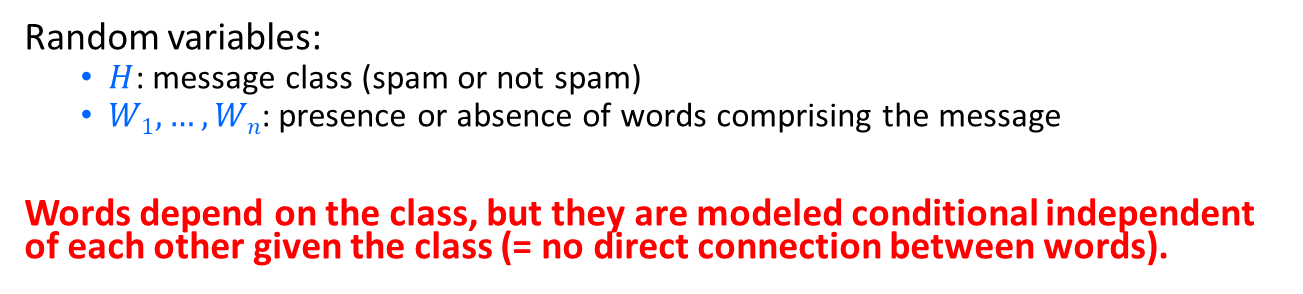 Random variables:
• H: message class (spam or not spam)
• W₁, … , Wₙ: presence or absence of words comprising the message
Words depend on the class, but they are modeled conditional independent
of each other given the class (= no direct connection between words).